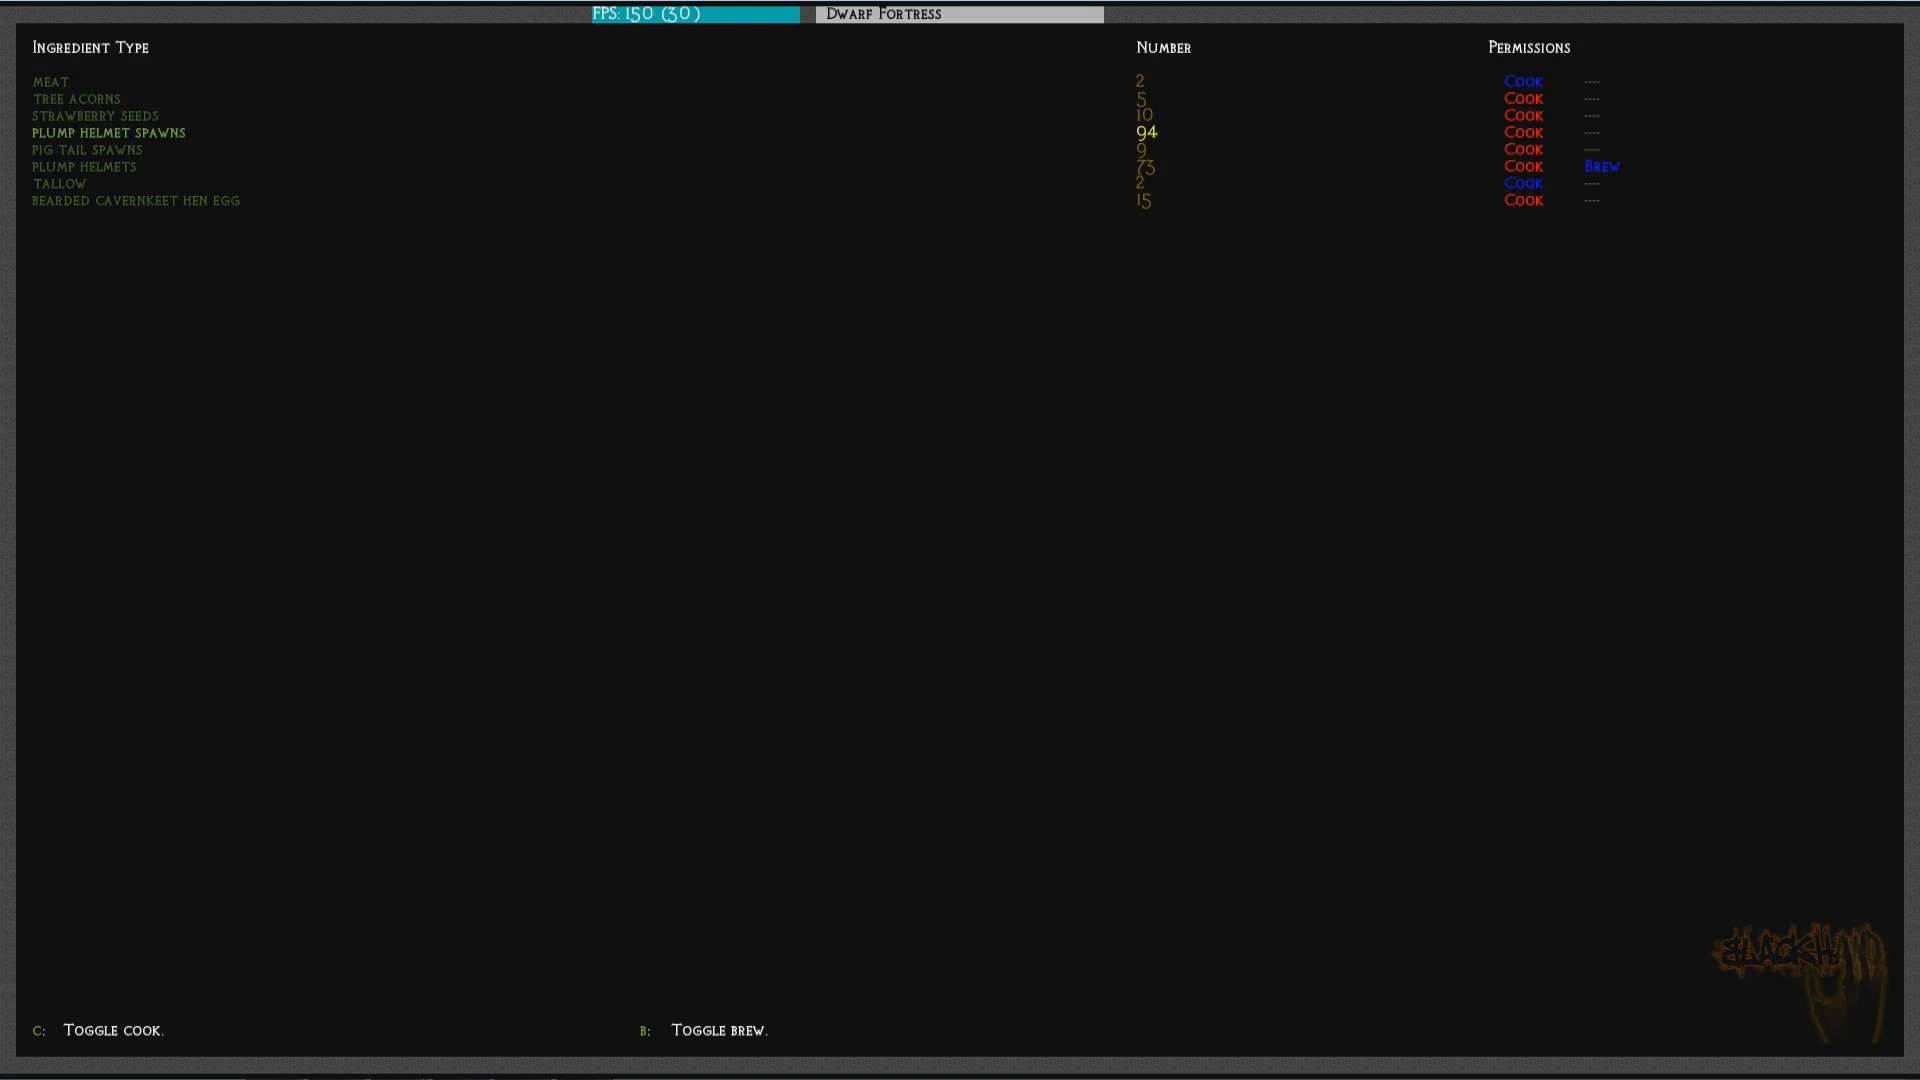 FPS: 150 (30) Dwarf Fortress
Ingredient Type Number Permissions
meat 2 Cook ----
tree acorns 5 Cook ----
strawberry seeds 10 Cook ----
plump helmet spawns 94 Cook ----
pig tail spawns 9 Cook ----
plump helmets 73 Cook Brew
tallow 2 Cook ----
bearded cavernkeet hen egg 15 Cook ----
BLACKHAND
c: Toggle cook. b: Toggle brew.